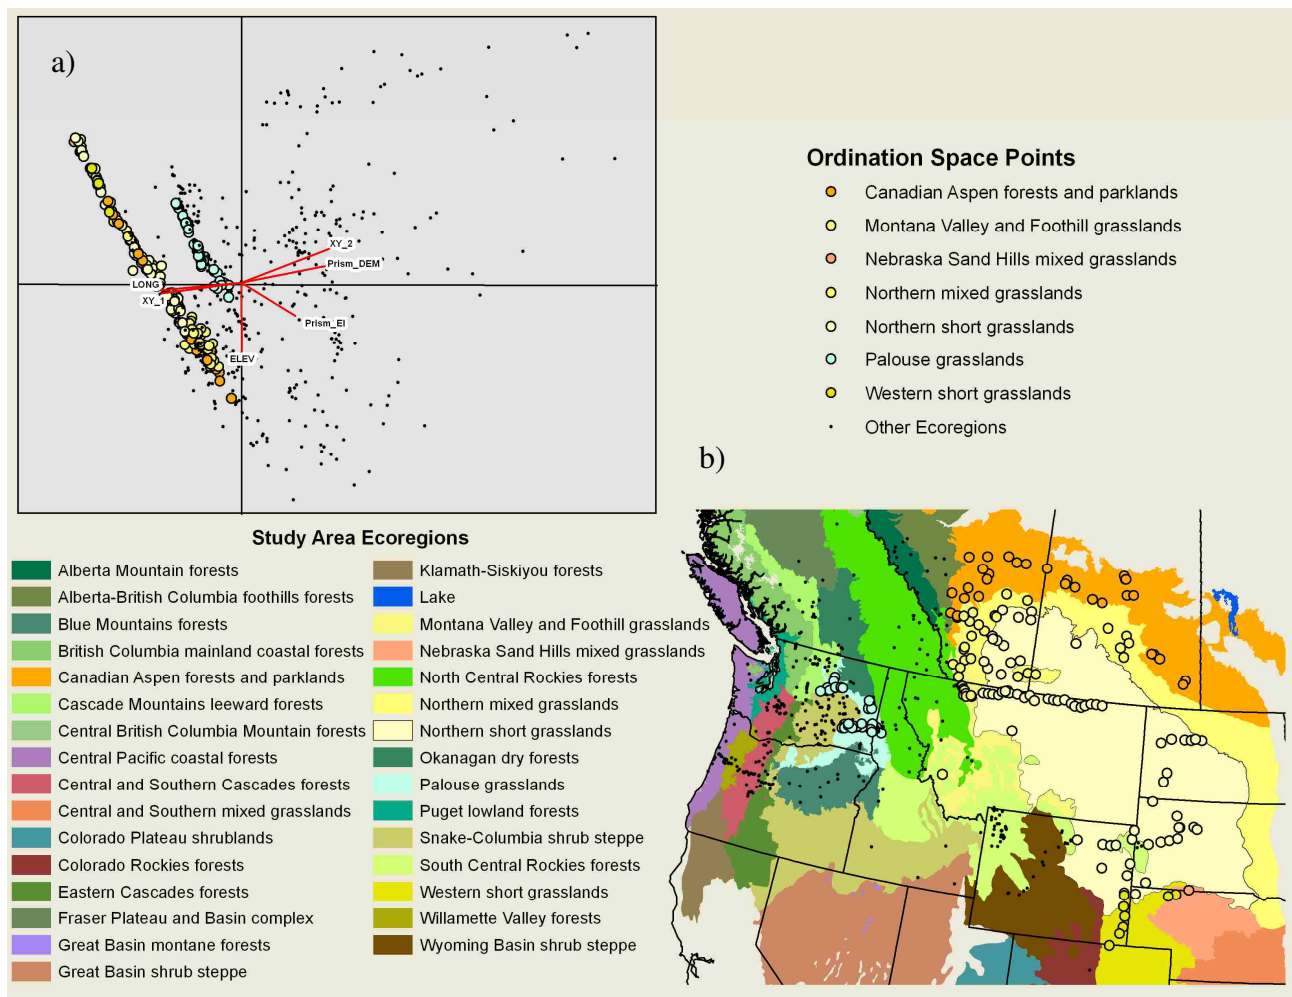 a)
XY_2
Prism_DEM
LONG
XY_1
Prism_EI
ELEV
Ordination Space Points
Canadian Aspen forests and parklands
Montana Valley and Foothill grasslands
Nebraska Sand Hills mixed grasslands
Northern mixed grasslands
Northern short grasslands
Palouse grasslands
Western short grasslands
Other Ecoregions
b)
Study Area Ecoregions
Alberta Mountain forests
Alberta-British Columbia foothills forests
Blue Mountains forests
British Columbia mainland coastal forests
Canadian Aspen forests and parklands
Cascade Mountains leeward forests
Central British Columbia Mountain forests
Central Pacific coastal forests
Central and Southern Cascades forests
Central and Southern mixed grasslands
Colorado Plateau shrublands
Colorado Rockies forests
Eastern Cascades forests
Fraser Plateau and Basin complex
Great Basin montane forests
Great Basin shrub steppe
Klamath-Siskiyou forests
Lake
Montana Valley and Foothill grasslands
Nebraska Sand Hills mixed grasslands
North Central Rockies forests
Northern mixed grasslands
Northern short grasslands
Okanagan dry forests
Palouse grasslands
Puget lowland forests
Snake-Columbia shrub steppe
South Central Rockies forests
Western short grasslands
Willamette Valley forests
Wyoming Basin shrub steppe